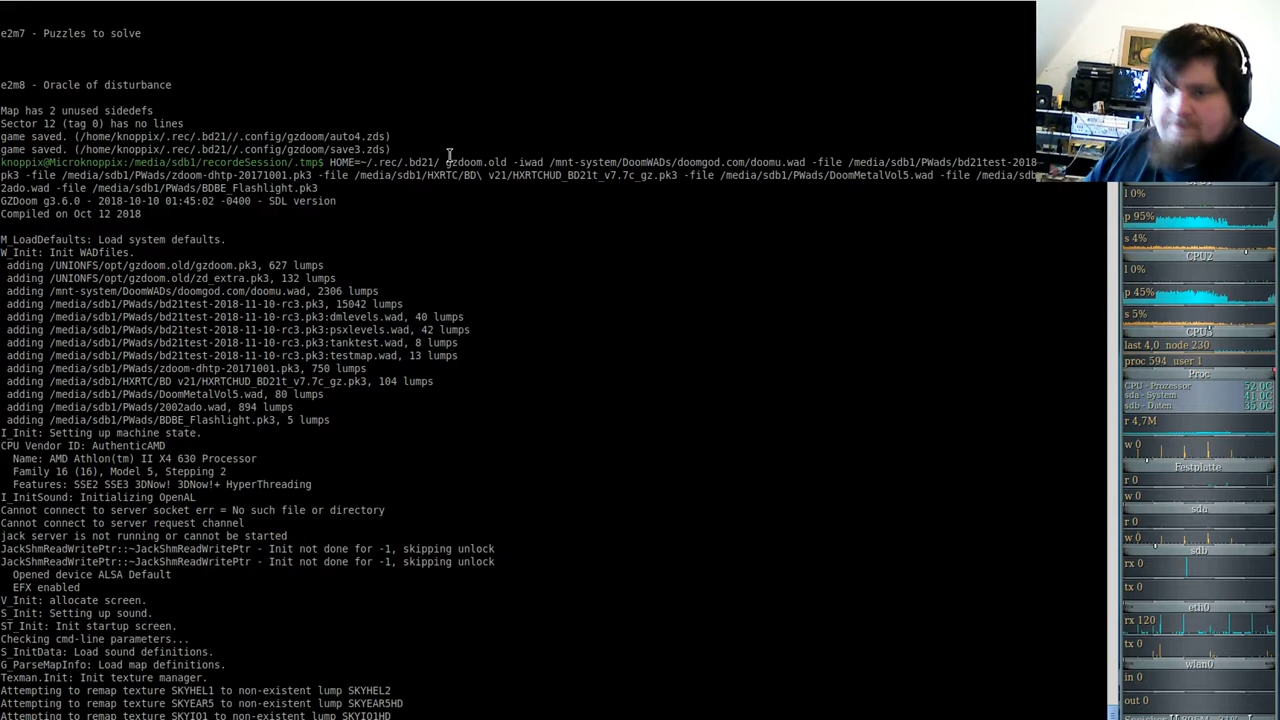 e2m7 - Puzzles to solve
e2m8 - Oracle of disturbance
Map has 2 unused sidedefs
Sector 12 (tag 0) has no lines
game saved. (/home/knoppix/.rec/.bd21//.config/gzdoom/auto4.zds)
game saved. (/home/knoppix/.rec/.bd21//.config/gzdoom/save3.zds)
knoppix@Microknoppix:/media/sdb1/recordeSession/.tmp$ HOME=~/.rec/.bd21/ gzdoom.old -iwad /mnt-system/DoomWADs/doomgod.com/doomu.wad -file /media/sdb1/PWads/bd21test-2018
pk3 -file /media/sdb1/PWads/zdoom-dhtp-20171001.pk3 -file /media/sdb1/HXRTC/BD\ v21/HXRTCHUD_BD21t_v7.7c_gz.pk3 -file /media/sdb1/PWads/DoomMetalVol5.wad -file /media/sdb
2ado.wad -file /media/sdb1/PWads/BDBE_Flashlight.pk3
GZDoom g3.6.0 - 2018-10-10 01:45:02 -0400 - SDL version
Compiled on Oct 12 2018
M_LoadDefaults: Load system defaults.
W_Init: Init WADfiles.
adding /UNIONFS/opt/gzdoom.old/gzdoom.pk3, 627 lumps
adding /UNIONFS/opt/gzdoom.old/zd_extra.pk3, 132 lumps
adding /mnt-system/DoomWADs/doomgod.com/doomu.wad, 2306 lumps
adding /media/sdb1/PWads/bd21test-2018-11-10-rc3.pk3, 15042 lumps
adding /media/sdb1/PWads/bd21test-2018-11-10-rc3.pk3:dmlevels.wad, 40 lumps
adding /media/sdb1/PWads/bd21test-2018-11-10-rc3.pk3:psxlevels.wad, 42 lumps
adding /media/sdb1/PWads/bd21test-2018-11-10-rc3.pk3:tanktest.wad, 8 lumps
adding /media/sdb1/PWads/bd21test-2018-11-10-rc3.pk3:testmap.wad, 13 lumps
adding /media/sdb1/PWads/zdoom-dhtp-20171001.pk3, 750 lumps
adding /media/sdb1/HXRTC/BD v21/HXRTCHUD_BD21t_v7.7c_gz.pk3, 104 lumps
adding /media/sdb1/PWads/DoomMetalVol5.wad, 80 lumps
adding /media/sdb1/PWads/2002ado.wad, 894 lumps
adding /media/sdb1/PWads/BDBE_Flashlight.pk3, 5 lumps
I_Init: Setting up machine state.
CPU Vendor ID: AuthenticAMD
Name: AMD Athlon(tm) II X4 630 Processor
Family 16 (16), Model 5, Stepping 2
Features: SSE2 SSE3 3DNow! 3DNow!+ HyperThreading
I_InitSound: Initializing OpenAL
Cannot connect to server socket err = No such file or directory
Cannot connect to server request channel
jack server is not running or cannot be started
JackShmReadWritePtr::~JackShmReadWritePtr - Init not done for -1, skipping unlock
JackShmReadWritePtr::~JackShmReadWritePtr - Init not done for -1, skipping unlock
Opened device ALSA Default
EFX enabled
V_Init: allocate screen.
S_Init: Setting up sound.
ST_Init: Init startup screen.
Checking cmd-line parameters...
S_InitData: Load sound definitions.
G_ParseMapInfo: Load map definitions.
Texman.Init: Init texture manager.
Attempting to remap texture SKYHEL1 to non-existent lump SKYHEL2
Attempting to remap texture SKYEAR5 to non-existent lump SKYEAR5HD
Attempting to remap texture SKYIO1 to non-existent lump SKYIO1HD
l 0%
p 95%
s 4%
CPU2
l 0%
p 45%
s 5%
CPU3
last 4,0 node 230
proc 594 user 1
Proc
CPU - Prozessor 52,0C
sda - System 41,0C
sdb - Daten 35,0C
r 4,7M
w 0
Festplatte
r 0
w 0
sda
r 0
w 0
sdb
rx 0
tx 0
eth0
rx 120
tx 0
wlan0
in 0
out 0